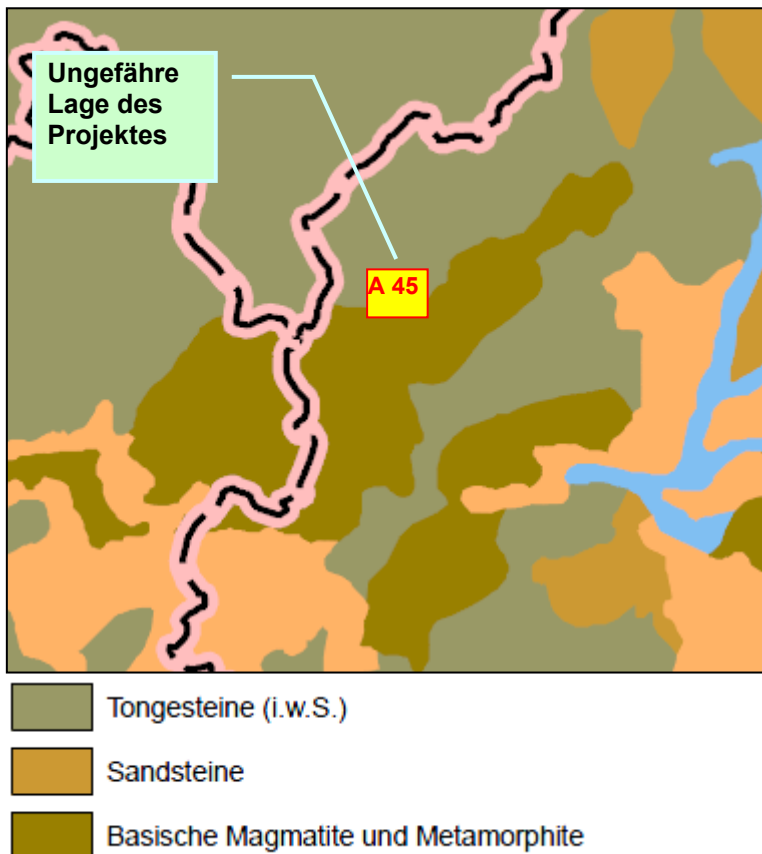 Ungefähre
Lage des
Projektes
A 45
Tongesteine (i.w.S.)
Sandsteine
Basische Magmatite und Metamorphite